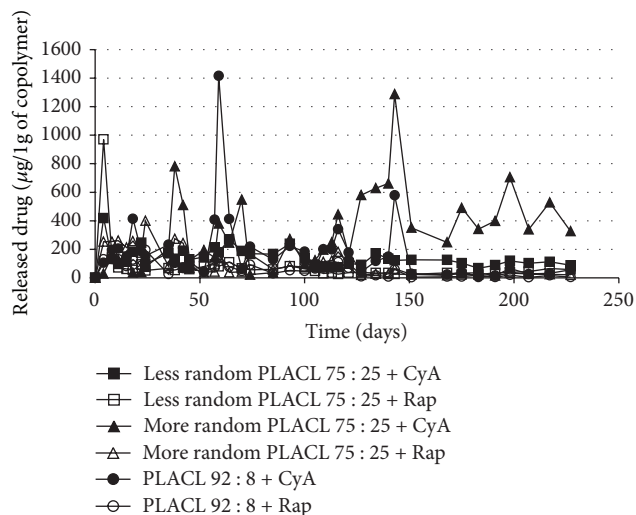 1600
1400
1200
1000
800
600
400
200
0
Released drug (μg/1g of copolymer)
0 50 100 150 200 250
Time (days)
Less random PLACL 75 : 25 + CyA
Less random PLACL 75 : 25 + Rap
More random PLACL 75 : 25 + CyA
More random PLACL 75 : 25 + Rap
PLACL 92 : 8 + CyA
PLACL 92 : 8 + Rap